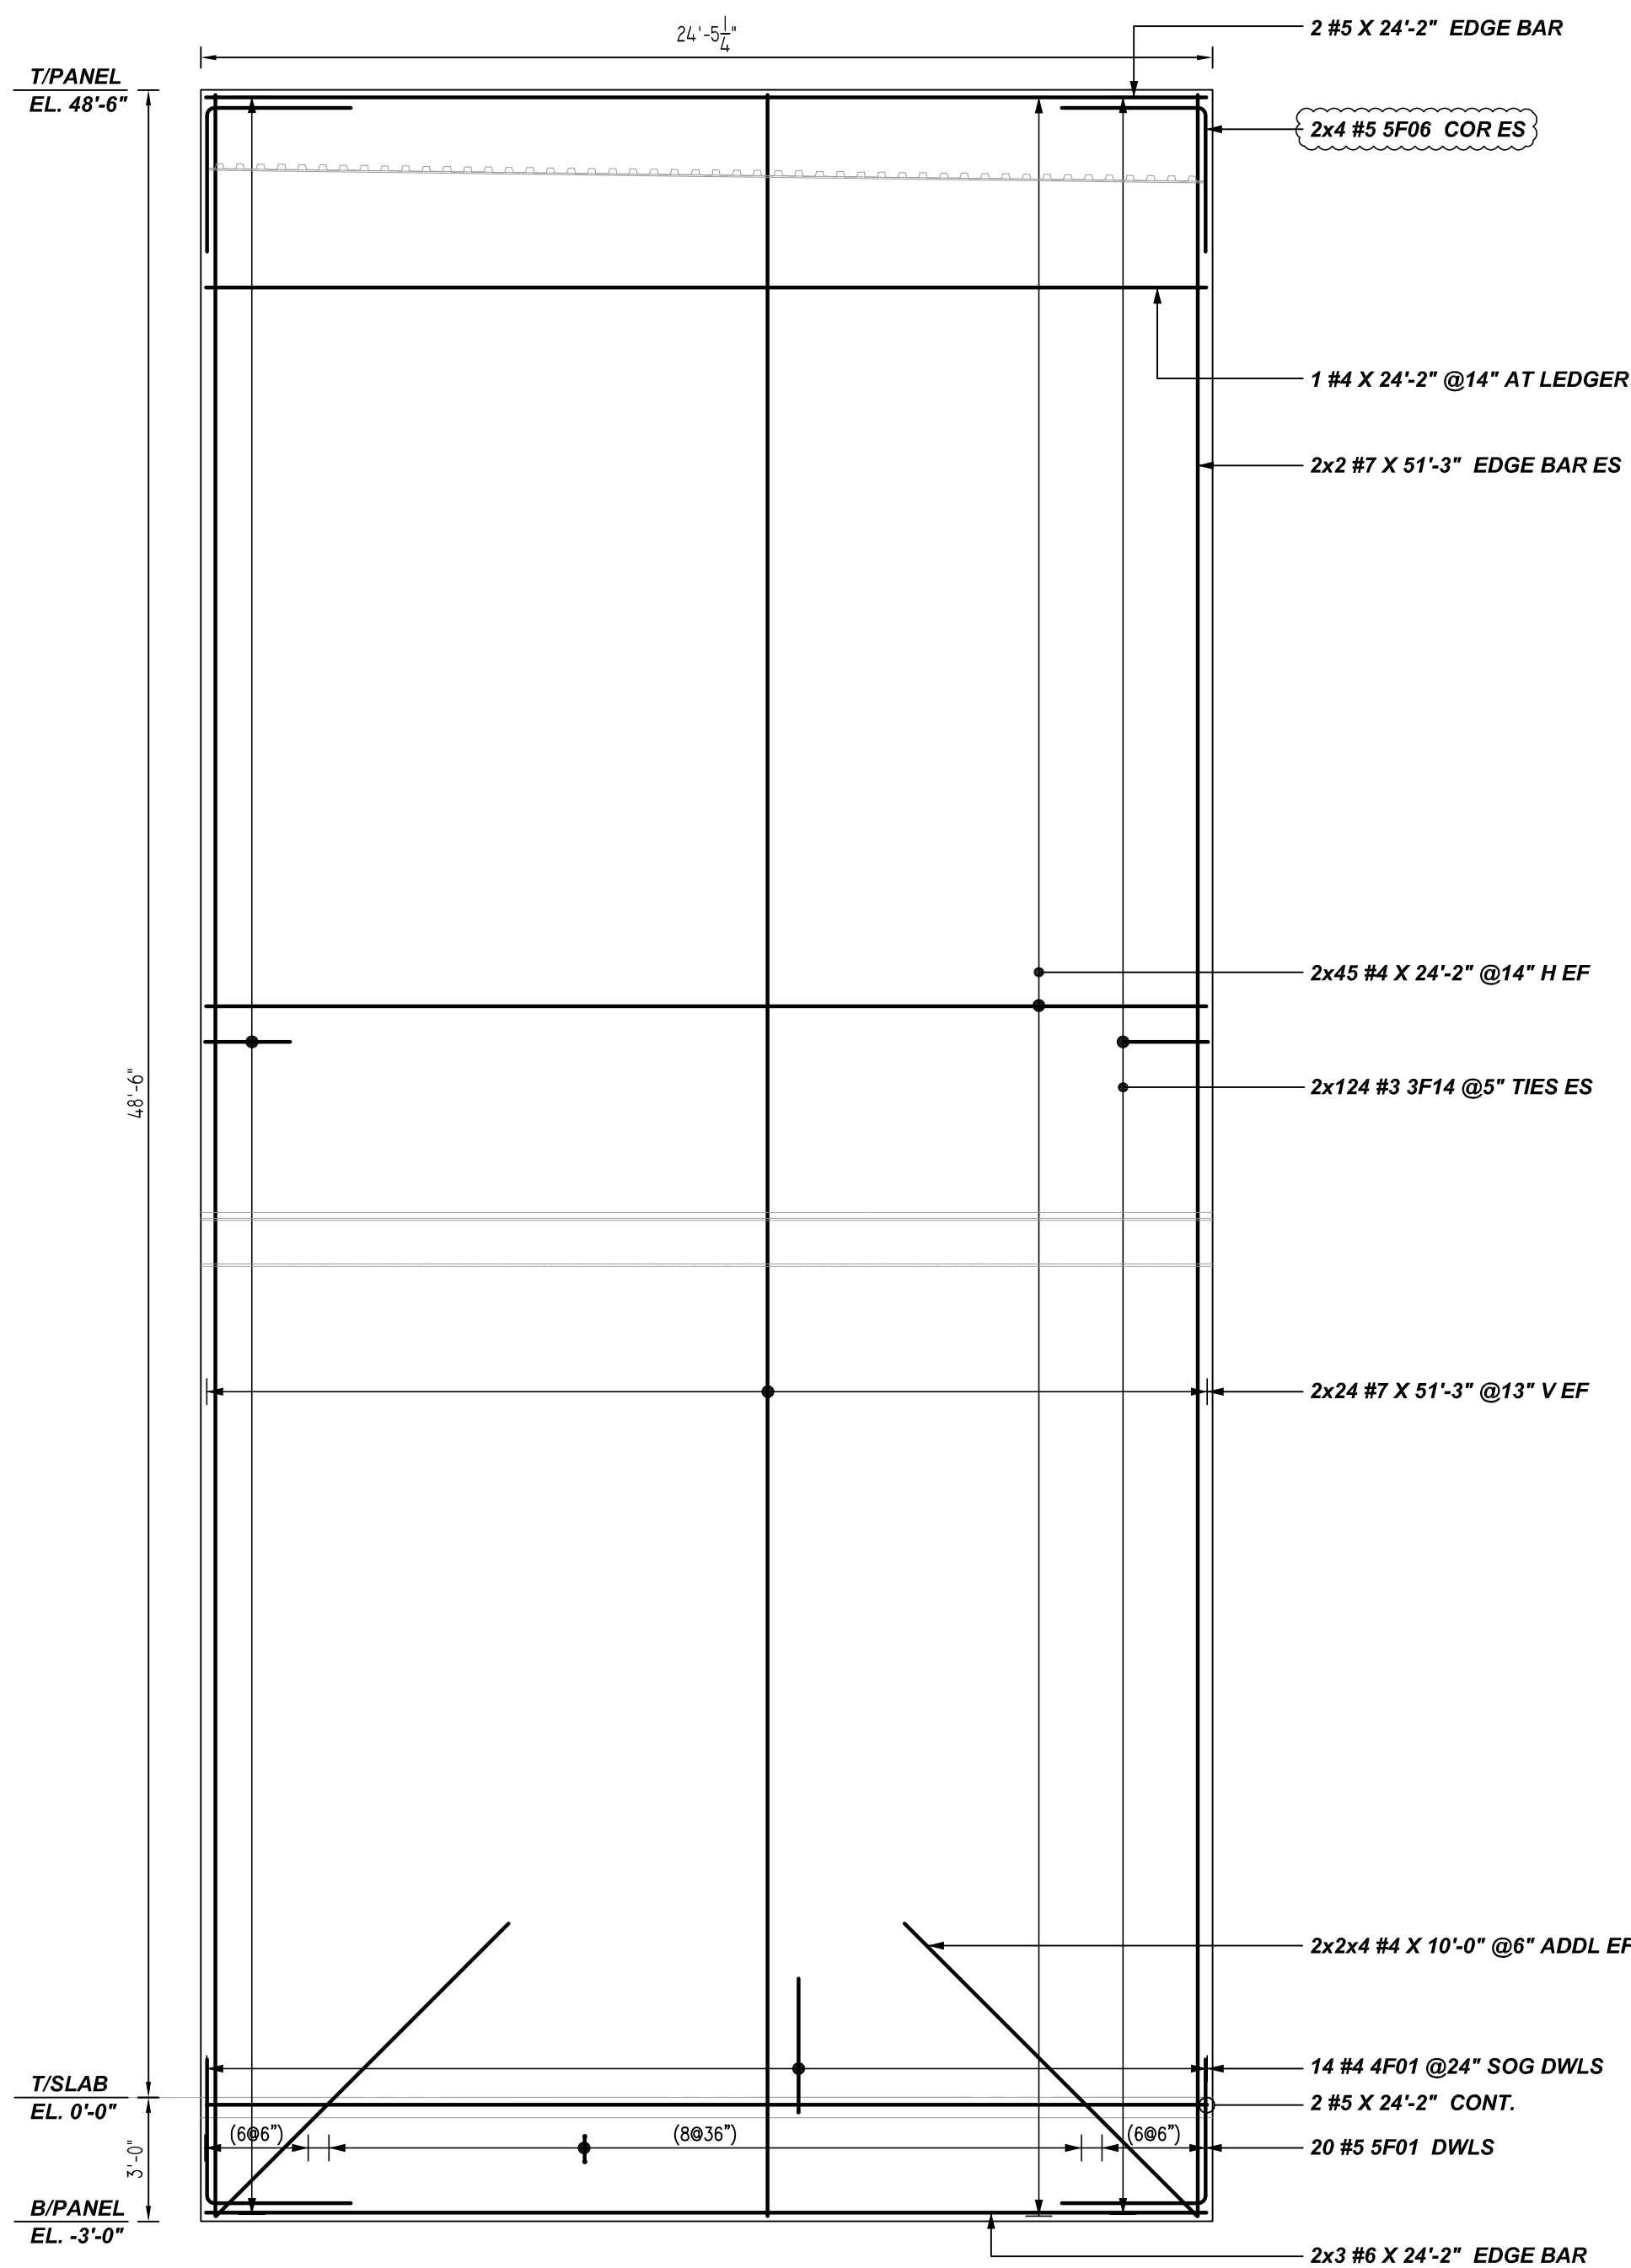 24'-5 1/4"
2 #5 X 24'-2" EDGE BAR
T/PANEL
EL. 48'-6"
2x4 #5 5F06 COR ES
1 #4 X 24'-2" @14" AT LEDGER
2x2 #7 X 51'-3" EDGE BAR ES
2x45 #4 X 24'-2" @14" H EF
2x124 #3 3F14 @5" TIES ES
48'-6"
2x24 #7 X 51'-3" @13" V EF
2x2x4 #4 X 10'-0" @6" ADDL EF
14 #4 4F01 @24" SOG DWLS
T/SLAB
EL. 0'-0"
2 #5 X 24'-2" CONT.
(6@6") (8@36") (6@6")
20 #5 5F01 DWLS
3'-0"
B/PANEL
EL. -3'-0"
2x3 #6 X 24'-2" EDGE BAR